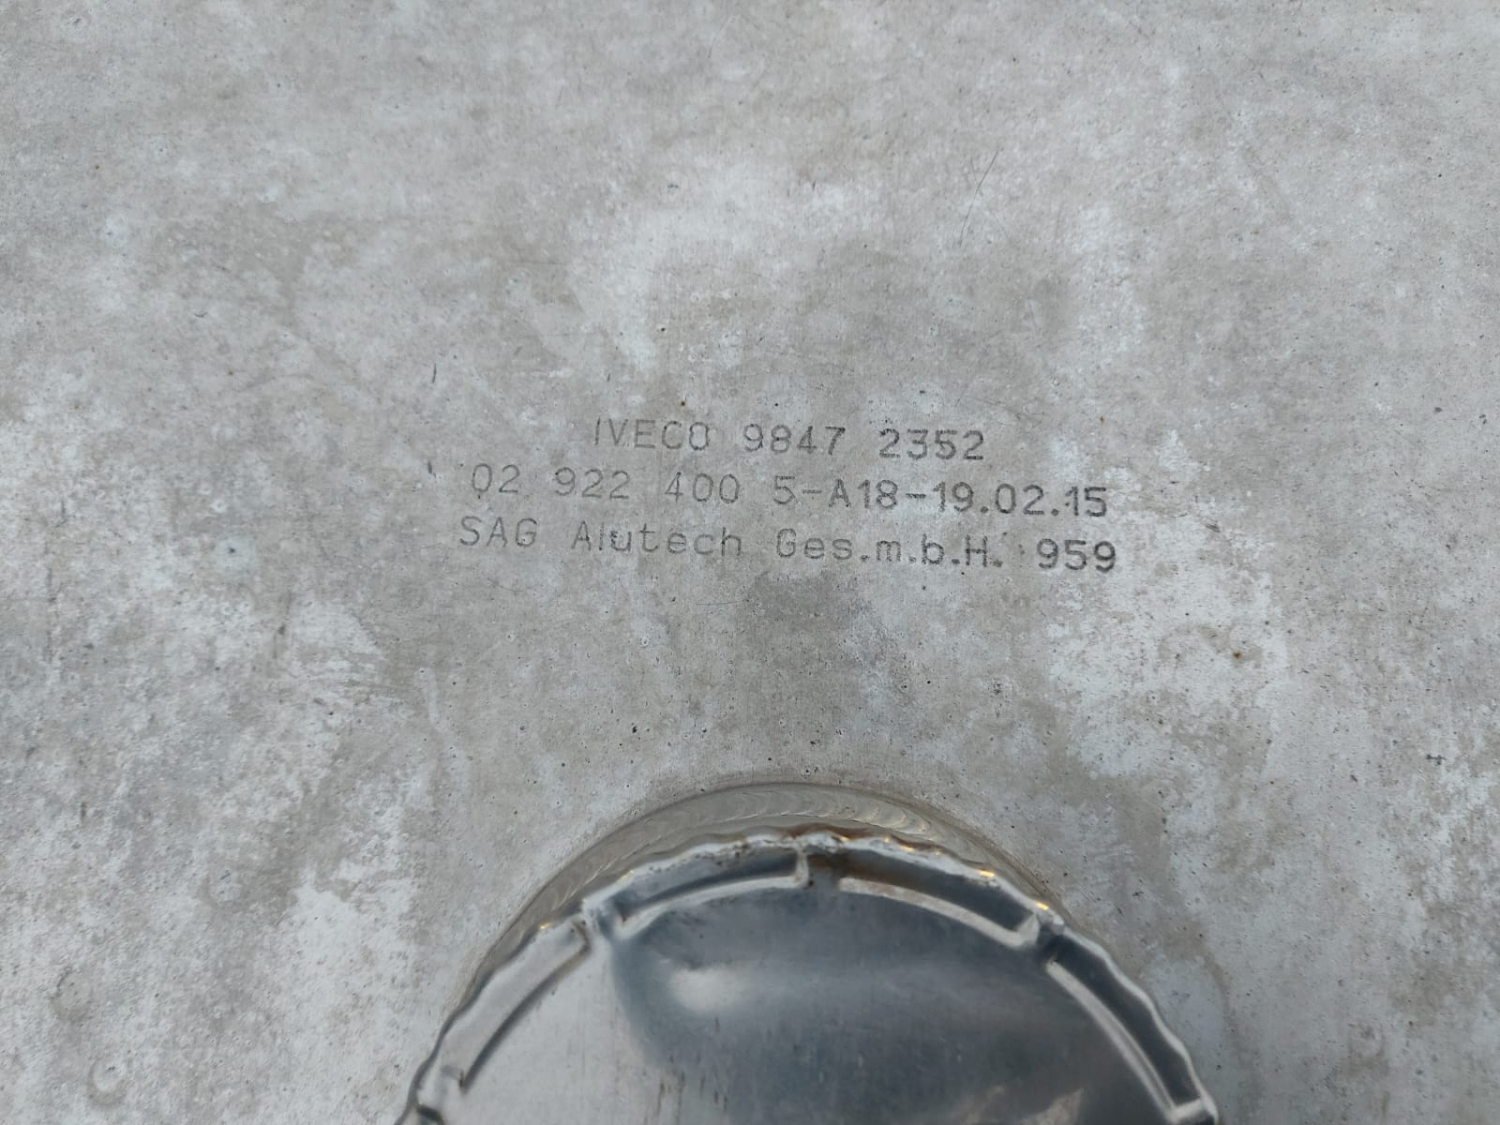 IVECO 9847 2352
02 922 400 5-A18-19.02.15
SAG Alutech Ges.m.b.H. 959